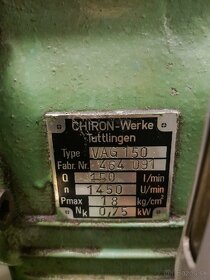 CHIRON-Werke
Tuttlingen
Type VAG 150
Fabr. Nr. 464 091
Q 150 l/min
n 1450 U/min
Pmax 18 kg/cm²
Nk 0,75 kW